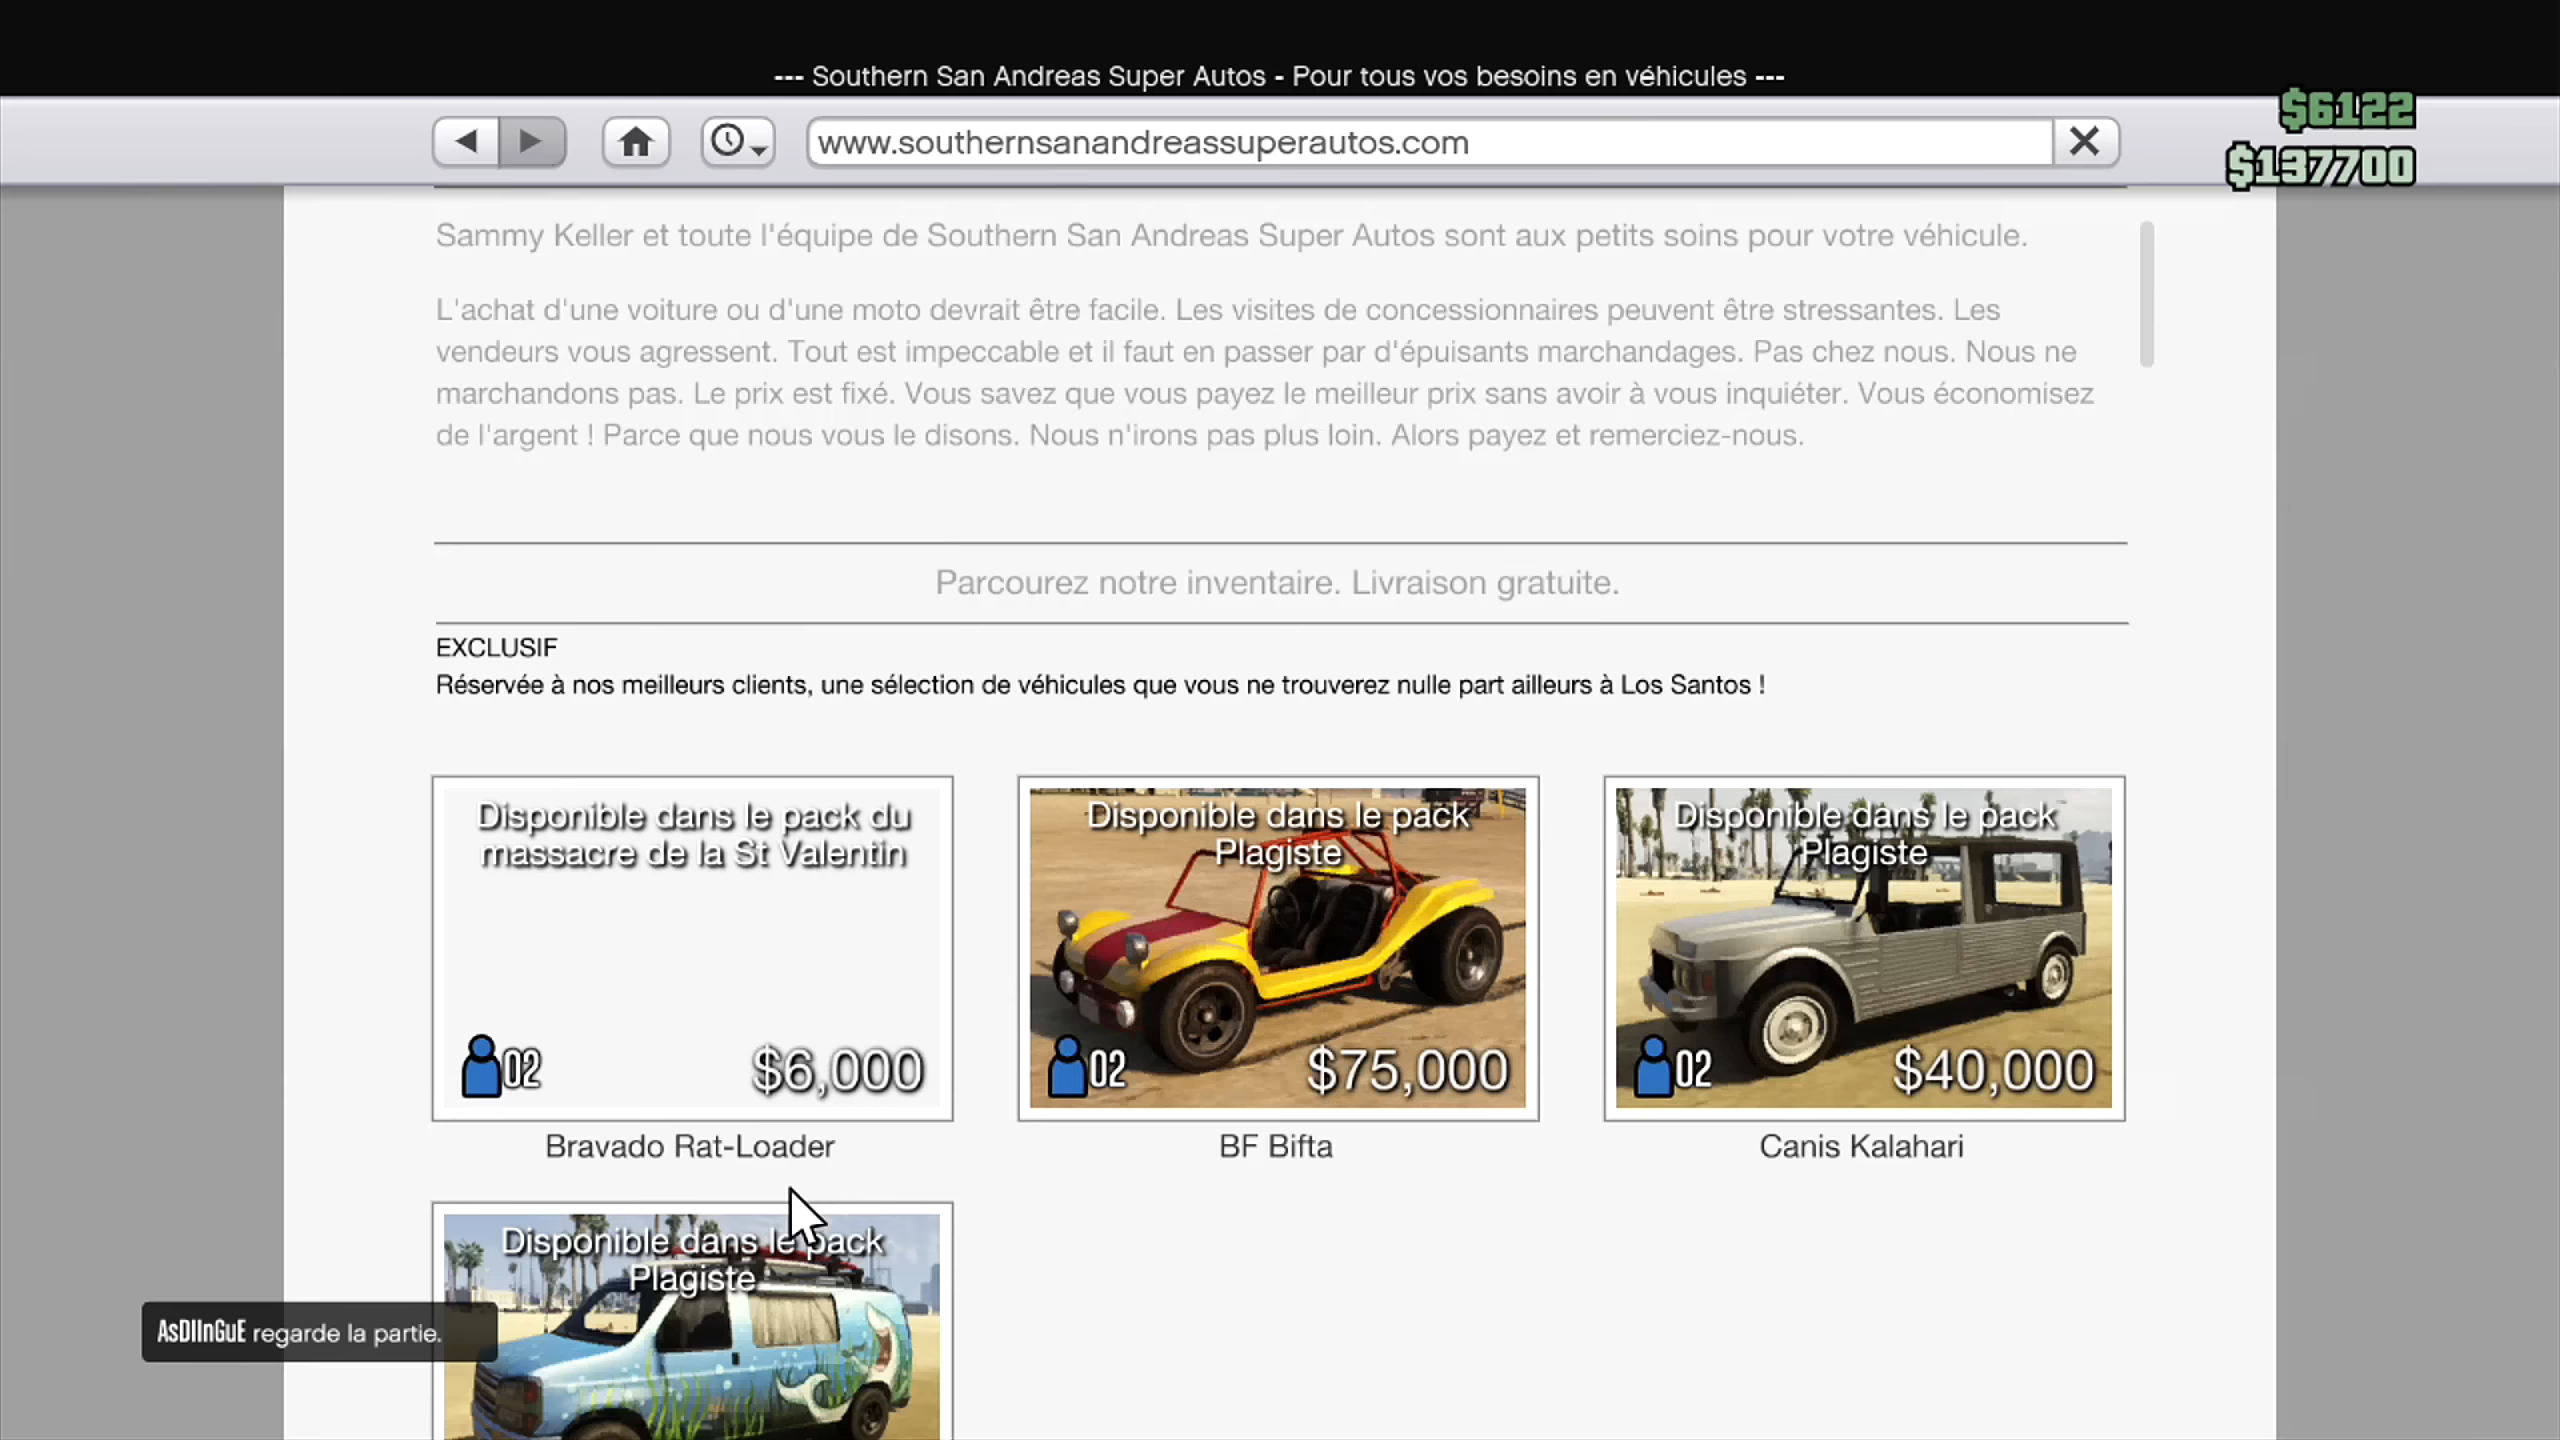 --- Southern San Andreas Super Autos - Pour tous vos besoins en véhicules ---
$6122
www.southernsanandreassuperautos.com
$137700
Sammy Keller et toute l'équipe de Southern San Andreas Super Autos sont aux petits soins pour votre véhicule.
L'achat d'une voiture ou d'une moto devrait être facile. Les visites de concessionnaires peuvent être stressantes. Les
vendeurs vous agressent. Tout est impeccable et il faut en passer par d'épuisants marchandages. Pas chez nous. Nous ne
marchandons pas. Le prix est fixé. Vous savez que vous payez le meilleur prix sans avoir à vous inquiéter. Vous économisez
de l'argent ! Parce que nous vous le disons. Nous n'irons pas plus loin. Alors payez et remerciez-nous.
Parcourez notre inventaire. Livraison gratuite.
EXCLUSIF
Réservée à nos meilleurs clients, une sélection de véhicules que vous ne trouverez nulle part ailleurs à Los Santos !
Disponible dans le pack du
massacre de la St Valentin
02 $6,000
Bravado Rat-Loader
Disponible dans le pack
Plagiste
02 $75,000
BF Bifta
Disponible dans le pack
Plagiste
02 $40,000
Canis Kalahari
Disponible dans le pack
Plagiste
AsDIInGuE regarde la partie.